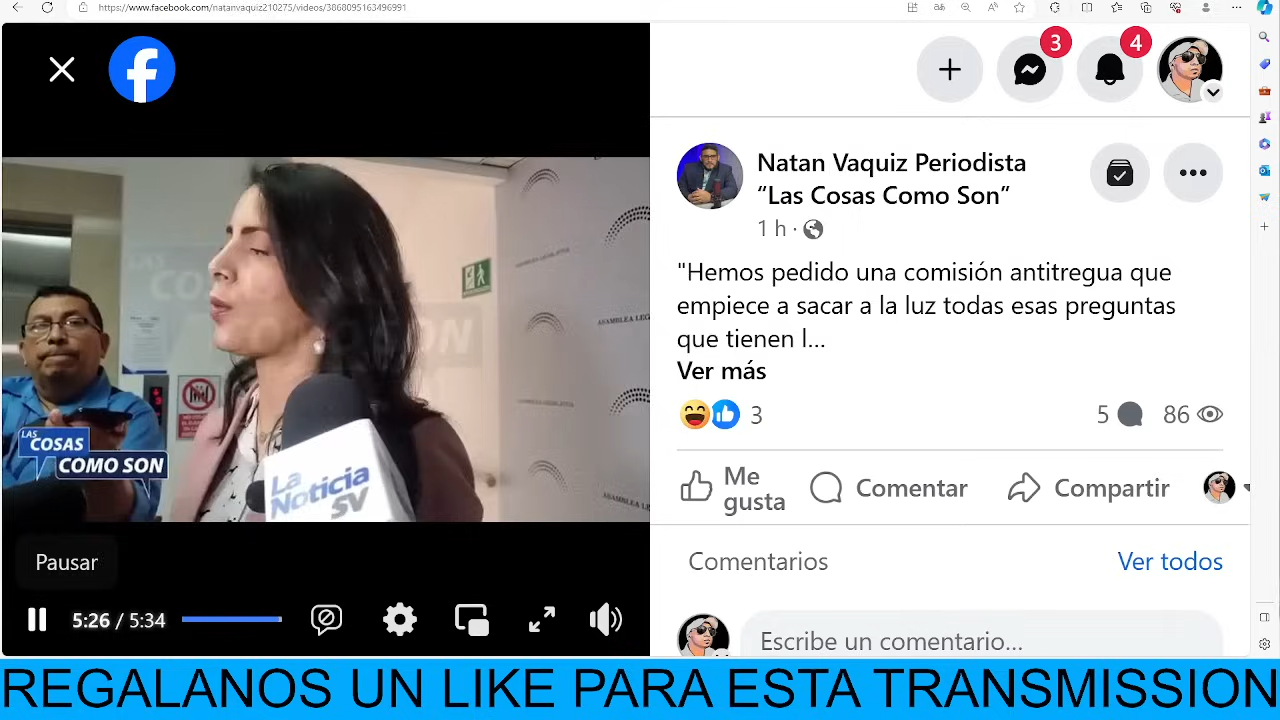 https://www.facebook.com/natanvaquiz210275/videos/3868095163496991
3
4
Natan Vaquiz Periodista
“Las Cosas Como Son”
1 h ·
"Hemos pedido una comisión antitregua que
empiece a sacar a la luz todas esas preguntas
que tienen l...
Ver más
3
5
86
Me gusta
Comentar
Compartir
Comentarios
Ver todos
Escribe un comentario...
ASAMBLEA LEGISLATIVA
LAS
COSAS
COMO SON
La
Noticia
SV
Pausar
5:26 / 5:34
REGALANOS UN LIKE PARA ESTA TRANSMISSION